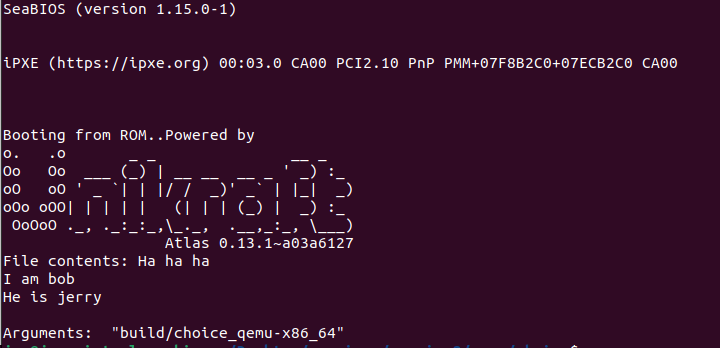 SeaBIOS (version 1.15.0-1)
iPXE (https://ipxe.org) 00:03.0 CA00 PCI2.10 PnP PMM+07F8B2C0+07ECB2C0 CA00
Booting from ROM..Powered by
o.   .o       _ _               __ _
Oo   Oo  ___ (_) | __ __  __ _ ' _) :_
oO   oO ' _ `| | |/ /  _)' _` | |_|  _)
oOo oOO| | | | |   (| | | (_) |  _) :_
 OoOoO ._, ._:_:_,\_._,  .__,_:_, \___)
                  Atlas 0.13.1~a03a6127
File contents: Ha ha ha
I am bob
He is jerry
Arguments:  "build/choice_qemu-x86_64"